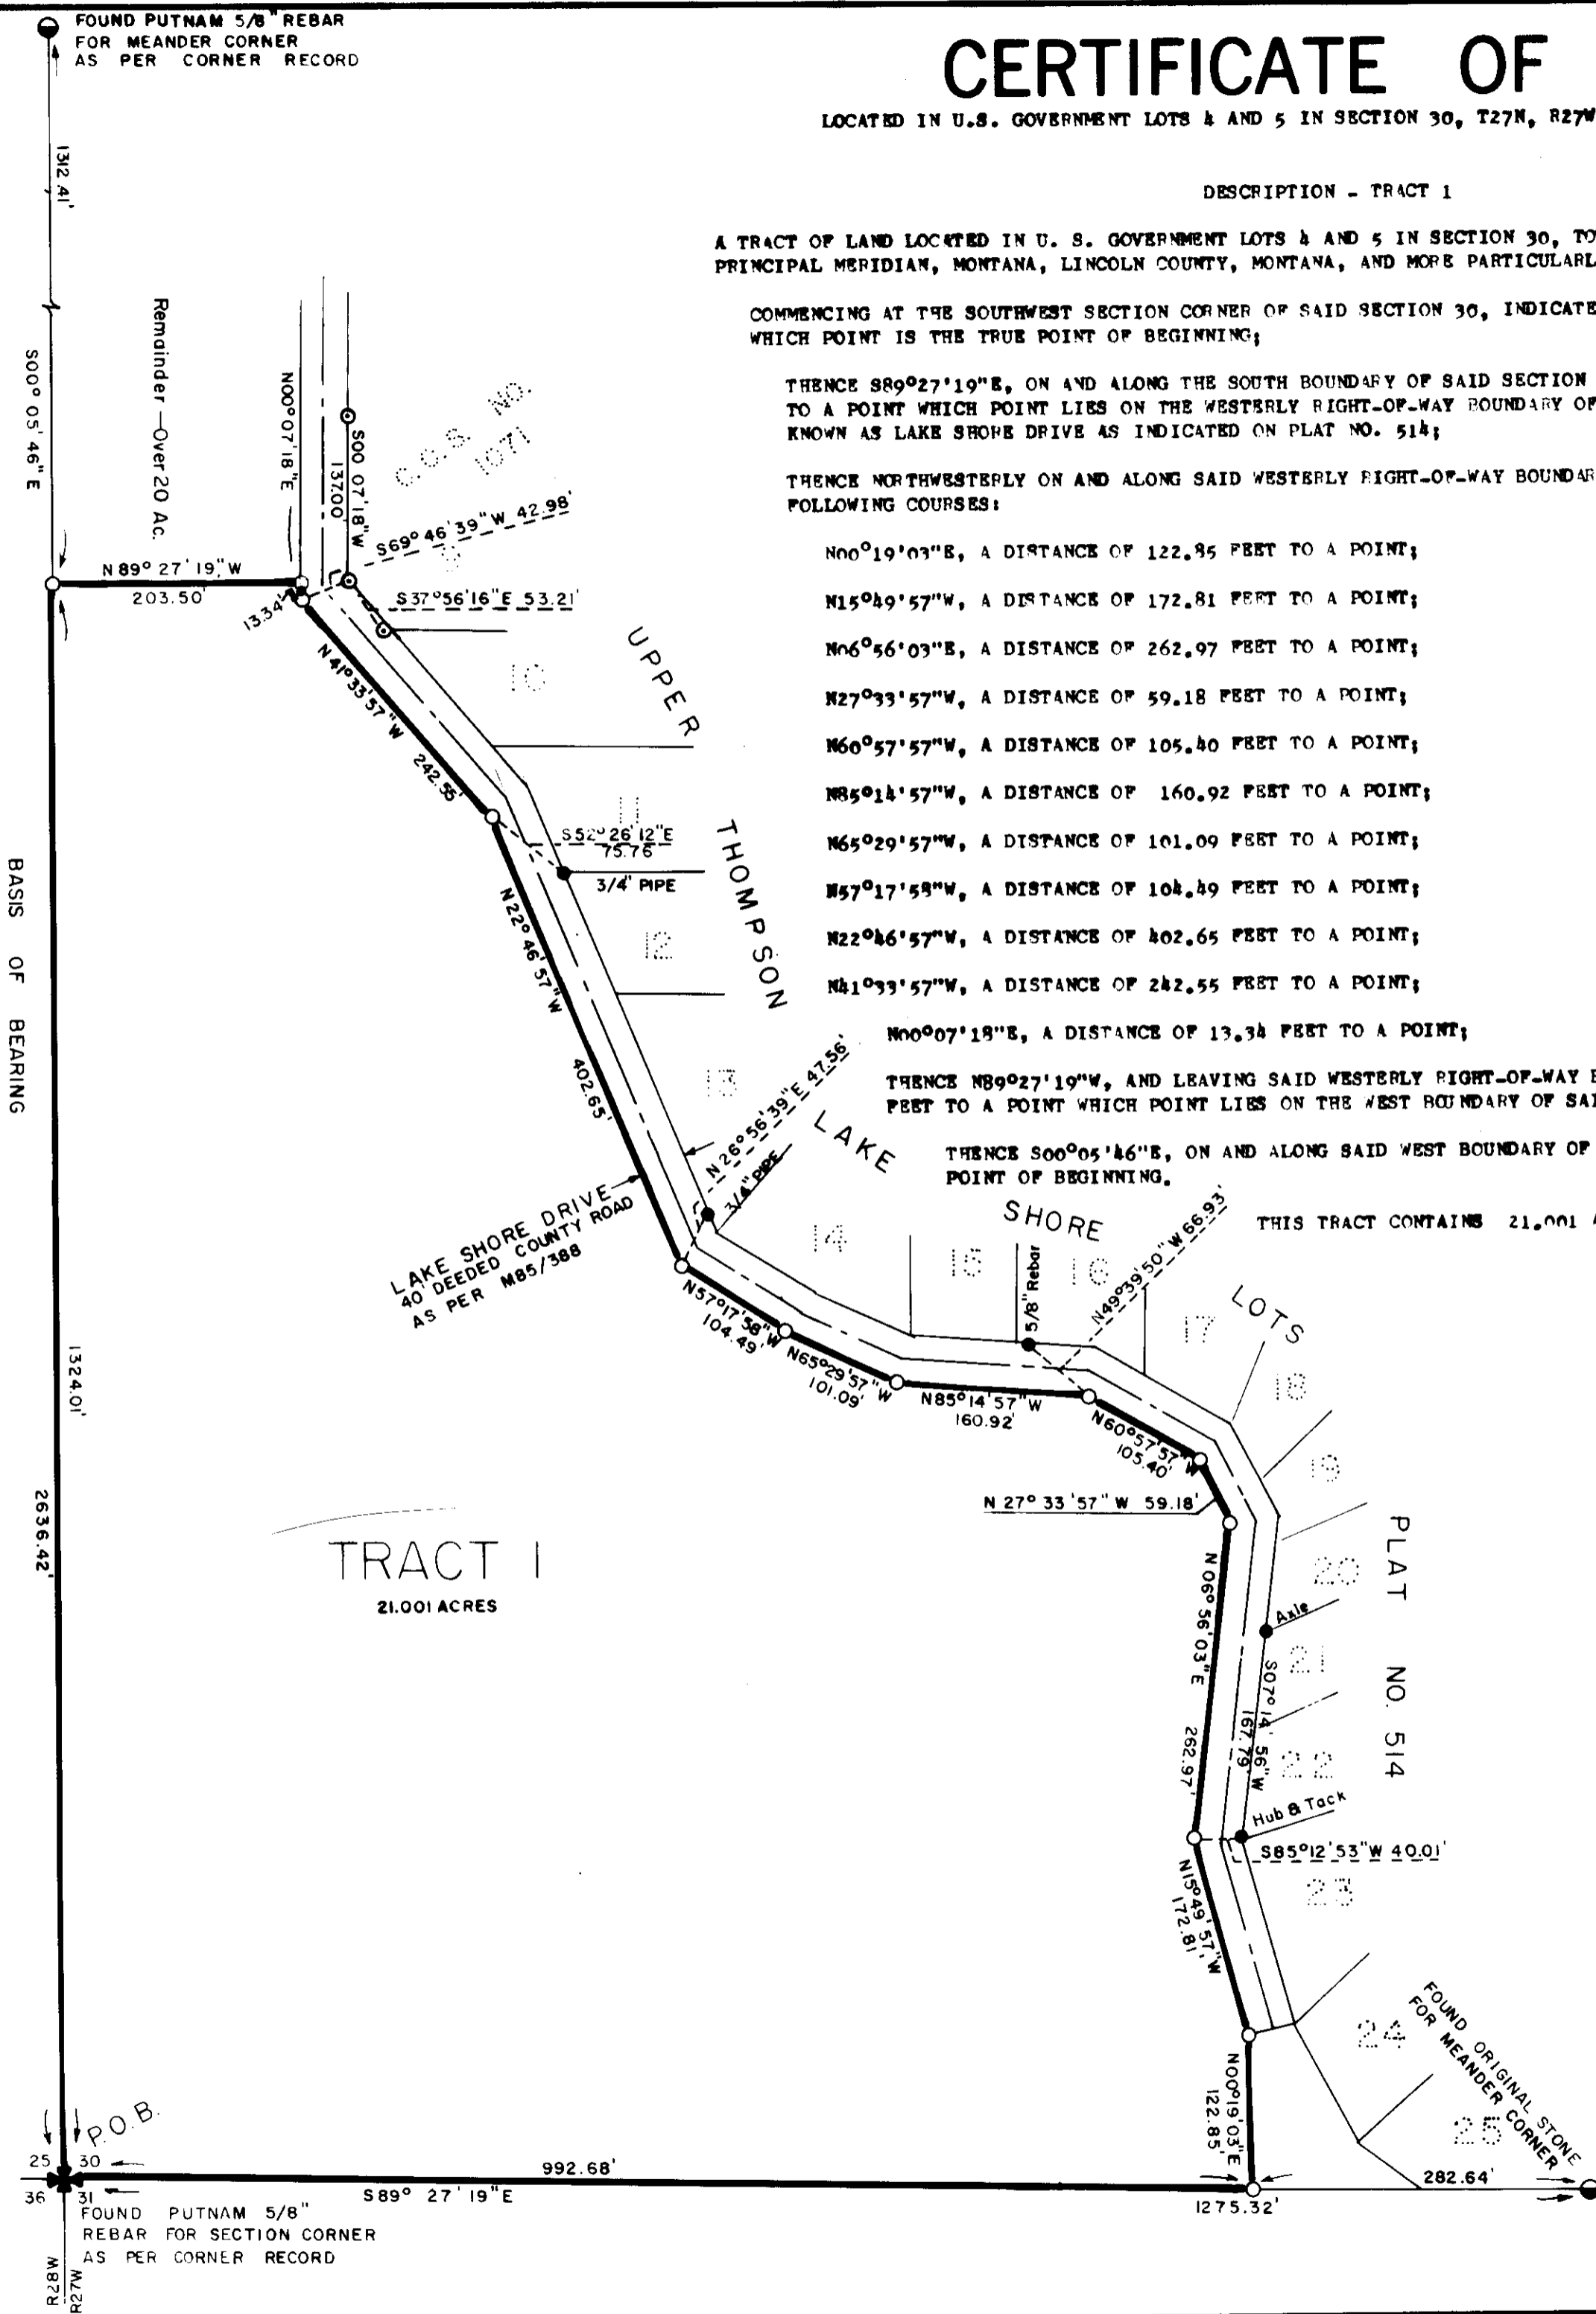 FOUND PUTNAM 5/8" REBAR
FOR MEANDER CORNER
AS PER CORNER RECORD
CERTIFICATE OF
LOCATED IN U.S. GOVERNMENT LOTS 4 AND 5 IN SECTION 30, T27N, R27W
DESCRIPTION - TRACT 1
A TRACT OF LAND LOCATED IN U. S. GOVERNMENT LOTS 4 AND 5 IN SECTION 30, TO
PRINCIPAL MERIDIAN, MONTANA, LINCOLN COUNTY, MONTANA, AND MORE PARTICULARL
COMMENCING AT THE SOUTHWEST SECTION CORNER OF SAID SECTION 30, INDICATE
WHICH POINT IS THE TRUE POINT OF BEGINNING;
THENCE S89°27'19"E, ON AND ALONG THE SOUTH BOUNDARY OF SAID SECTION
TO A POINT WHICH POINT LIES ON THE WESTERLY RIGHT-OF-WAY BOUNDARY OF
KNOWN AS LAKE SHORE DRIVE AS INDICATED ON PLAT NO. 514;
THENCE NORTHWESTERLY ON AND ALONG SAID WESTERLY RIGHT-OF-WAY BOUNDAR
FOLLOWING COURSES:
N00°19'03"E, A DISTANCE OF 122.85 FEET TO A POINT;
N15°49'57"W, A DISTANCE OF 172.81 FEET TO A POINT;
N06°56'03"E, A DISTANCE OF 262.97 FEET TO A POINT;
N27°33'57"W, A DISTANCE OF 59.18 FEET TO A POINT;
N60°57'57"W, A DISTANCE OF 105.40 FEET TO A POINT;
N85°14'57"W, A DISTANCE OF 160.92 FEET TO A POINT;
N65°29'57"W, A DISTANCE OF 101.09 FEET TO A POINT;
N57°17'58"W, A DISTANCE OF 104.49 FEET TO A POINT;
N22°46'57"W, A DISTANCE OF 402.65 FEET TO A POINT;
N41°33'57"W, A DISTANCE OF 242.55 FEET TO A POINT;
N00°07'18"E, A DISTANCE OF 13.34 FEET TO A POINT;
THENCE N89°27'19"W, AND LEAVING SAID WESTERLY RIGHT-OF-WAY B
FEET TO A POINT WHICH POINT LIES ON THE WEST BOUNDARY OF SAI
THENCE S00°05'46"E, ON AND ALONG SAID WEST BOUNDARY OF
POINT OF BEGINNING.
THIS TRACT CONTAINS 21.001
1312.41'
S00° 05' 46" E
Remainder—Over 20 Ac.
N00°07'18"E
S00 07'18"W
137.00
C.O.S. NO.
1071
S69°46'39"W 42.98'
9
N 89° 27' 19" W
203.50'
13.34'
S37°56'16"E 53.21'
N 41°33'57" W
242.55'
10
UPPER
11
S52°26'12"E
75.76
3/4" PIPE
THOMPSON
N22°46'57"W
402.65'
12
13
N 26°56'39"E 47.56'
3/4" PIPE
LAKE
BASIS OF BEARING
LAKE SHORE DRIVE
40' DEEDED COUNTY ROAD
AS PER M85/388
SHORE
14
15
5/8" Rebar
16
N49°39'50"W 66.93'
17
LOTS
18
N57°17'58"W
104.49'
N65°29'57"W
101.09'
N85°14'57"W
160.92'
N60°57'57"W
105.40'
19
N 27° 33' 57" W 59.18'
1324.01'
2636.42'
TRACT 1
21.001 ACRES
PLAT NO. 514
20
Axle
N 06° 56' 03" E
262.97'
S07°14'56"W
167.79'
21
22
Hub & Tack
S85°12'53"W 40.01'
23
N15°49'57"W
172.81'
24
FOUND ORIGINAL STONE
FOR MEANDER CORNER
25
N00°19'03"E
122.85'
P.O.B.
25 30
36 31
992.68'
S89° 27' 19"E
282.64'
1275.32'
FOUND PUTNAM 5/8"
REBAR FOR SECTION CORNER
AS PER CORNER RECORD
R28W
R27W